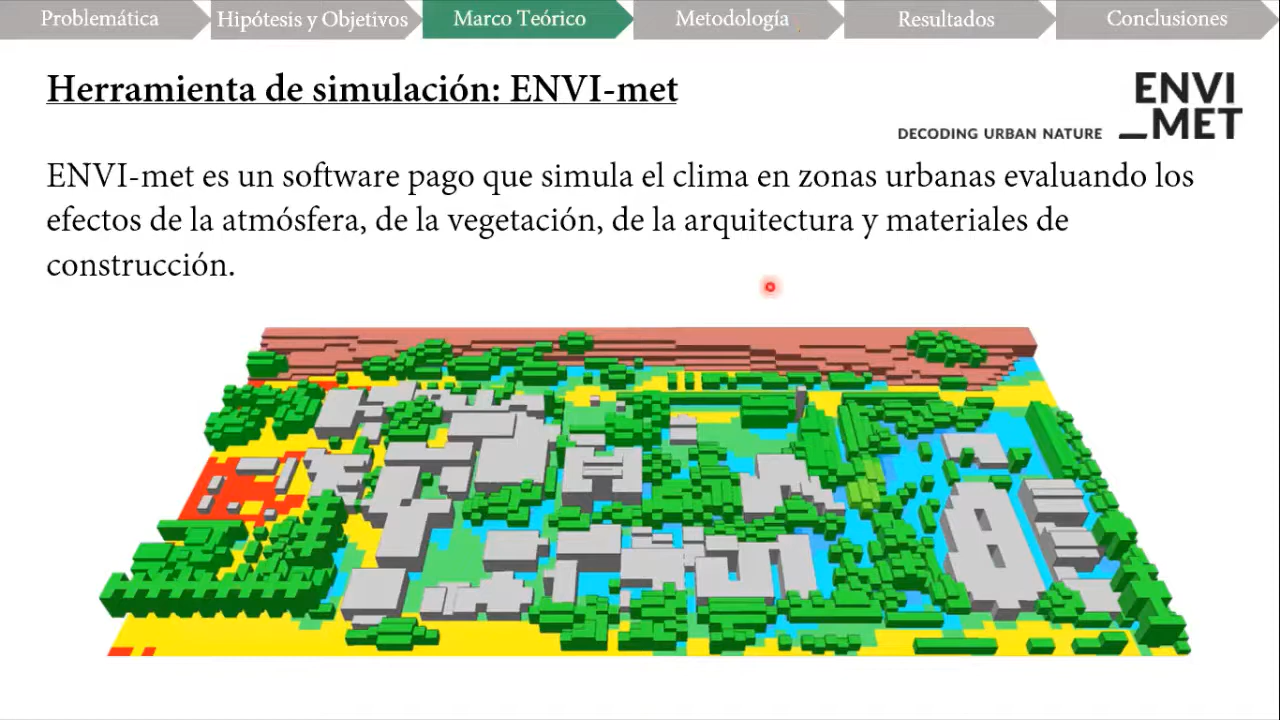 Problemática
Hipótesis y Objetivos
Marco Teórico
Metodología
Resultados
Conclusiones
Herramienta de simulación: ENVI-met
ENVI
_MET
DECODING URBAN NATURE
ENVI-met es un software pago que simula el clima en zonas urbanas evaluando los
efectos de la atmósfera, de la vegetación, de la arquitectura y materiales de
construcción.